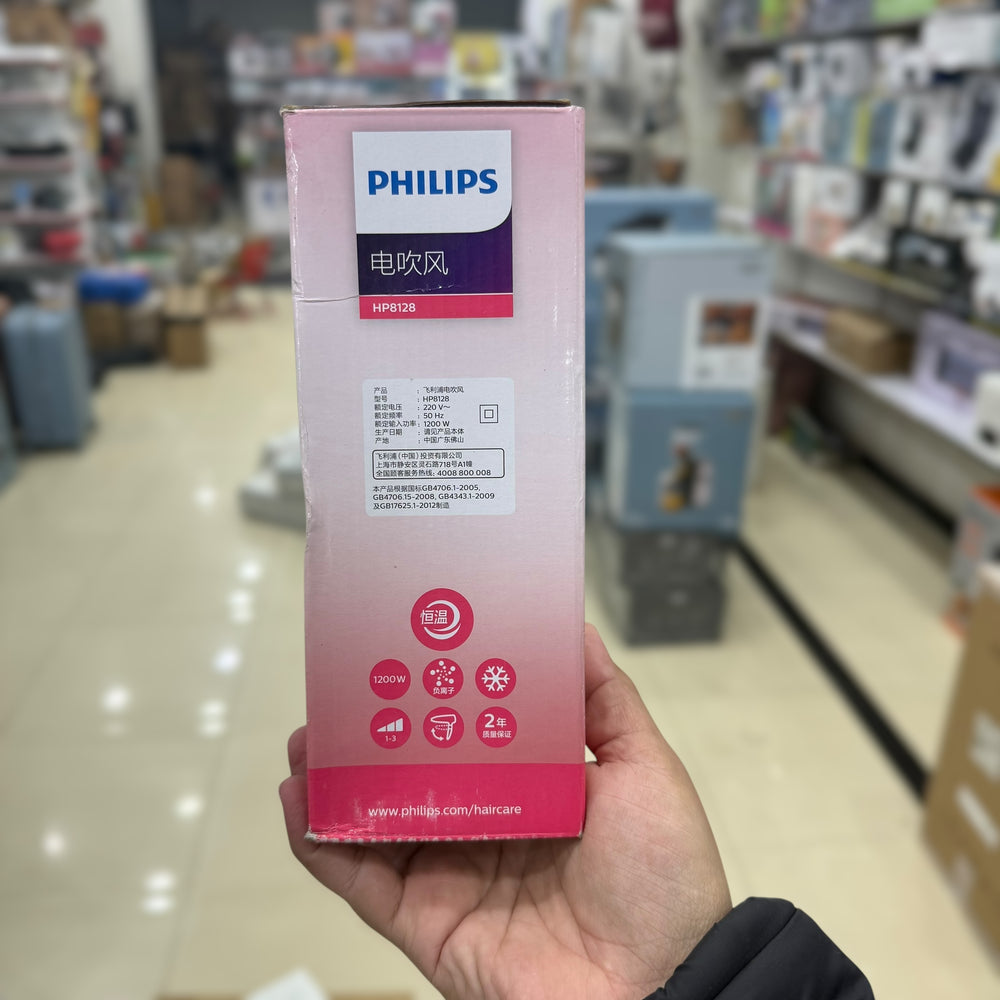 PHILIPS
电吹风
HP8128
产品 : 飞利浦电吹风
型号 : HP8128
额定电压 : 220 V～
额定频率 : 50 Hz
额定输入功率 : 1200 W
生产日期 : 请见产品本体
产地 : 中国广东佛山
飞利浦(中国)投资有限公司
上海市静安区灵石路718号A1幢
全国顾客服务热线: 4008 800 008
本产品根据国标GB4706.1-2005,
GB4706.15-2008, GB4343.1-2009
及GB17625.1-2012制造
恒温
1200W
负离子
1-3
2年
质量保证
www.philips.com/haircare